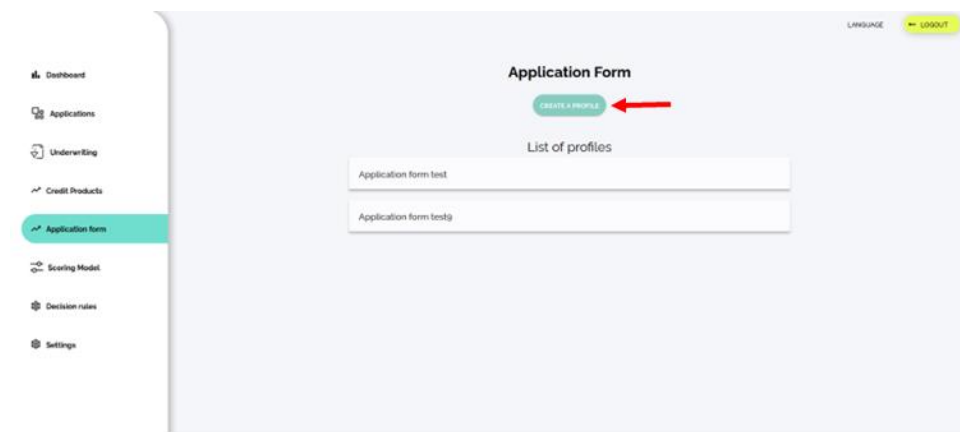 LANGUAGE
LOGOUT
Dashboard
Applications
Underwriting
Credit Products
Application form
Scoring Model
Decision rules
Settings
Application Form
CREATE A PROFILE
List of profiles
Application form test
Application form test9